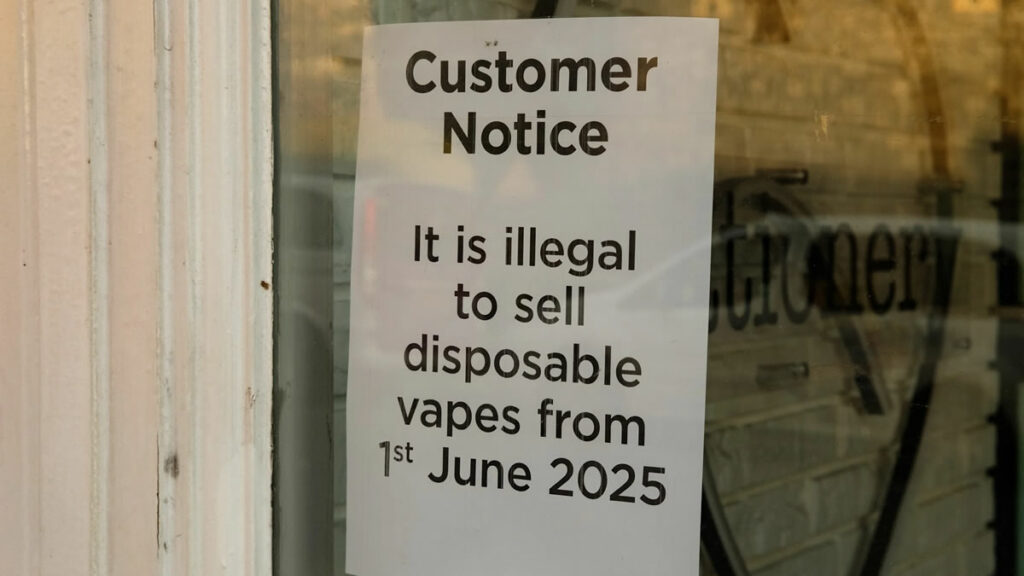 Customer
Notice
It is illegal
to sell
disposable
vapes from
1st June 2025